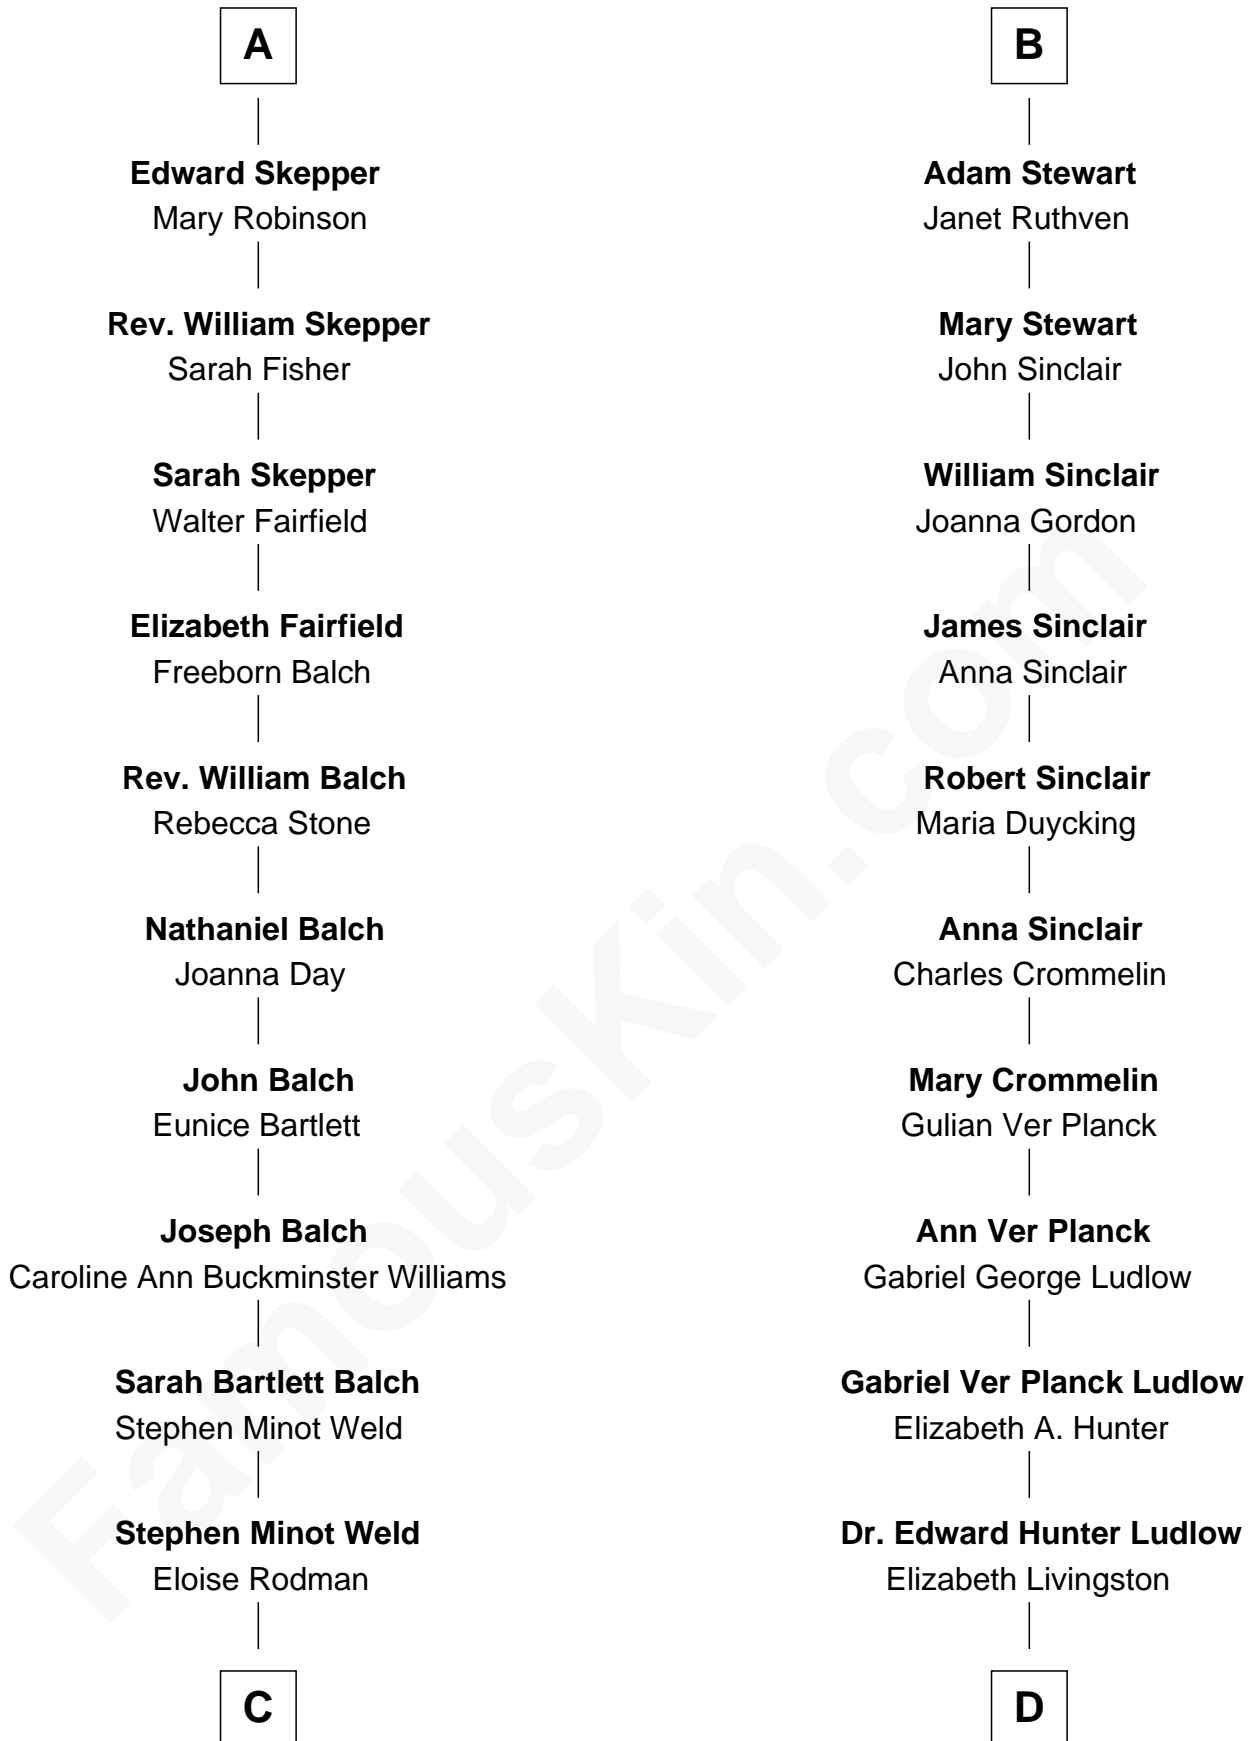 A
Edward Skepper
Mary Robinson
Rev. William Skepper
Sarah Fisher
Sarah Skepper
Walter Fairfield
Elizabeth Fairfield
Freeborn Balch
Rev. William Balch
Rebecca Stone
Nathaniel Balch
Joanna Day
John Balch
Eunice Bartlett
Joseph Balch
Caroline Ann Buckminster Williams
Sarah Bartlett Balch
Stephen Minot Weld
Stephen Minot Weld
Eloise Rodman
C
B
Adam Stewart
Janet Ruthven
Mary Stewart
John Sinclair
William Sinclair
Joanna Gordon
James Sinclair
Anna Sinclair
Robert Sinclair
Maria Duycking
Anna Sinclair
Charles Crommelin
Mary Crommelin
Gulian Ver Planck
Ann Ver Planck
Gabriel George Ludlow
Gabriel Ver Planck Ludlow
Elizabeth A. Hunter
Dr. Edward Hunter Ludlow
Elizabeth Livingston
D
FamousKin.com